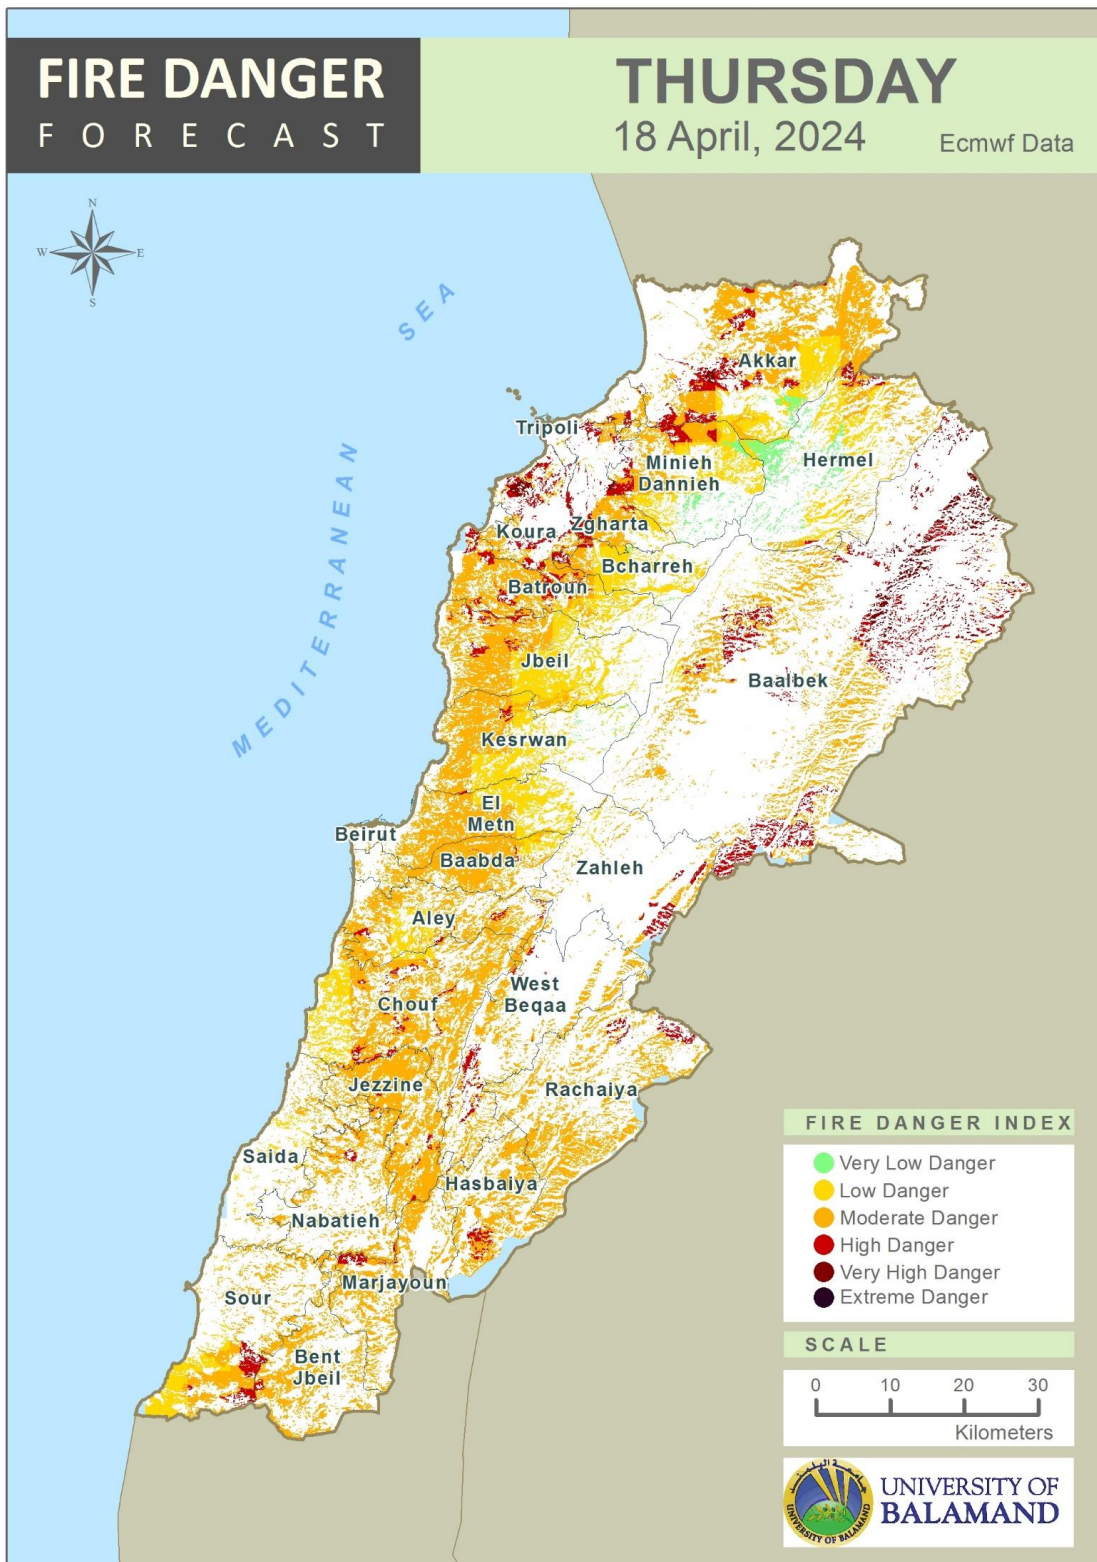 FIRE DANGER
FORECAST
THURSDAY
18 April, 2024
Ecmwf Data
N
W
E
S
MEDITERRANEAN
SEA
Akkar
Tripoli
Minieh
Dannieh
Hermel
Koura
Zgharta
Bcharreh
Batroun
Jbeil
Baalbek
Kesrwan
El
Metn
Beirut
Baabda
Zahleh
Aley
West
Beqaa
Chouf
Jezzine
Rachaiya
Saida
Hasbaiya
Nabatieh
Marjayoun
Sour
Bent
Jbeil
FIRE DANGER INDEX
Very Low Danger
Low Danger
Moderate Danger
High Danger
Very High Danger
Extreme Danger
SCALE
0 10 20 30
Kilometers
UNIVERSITY OF BALAMAND
UNIVERSITY OF
BALAMAND